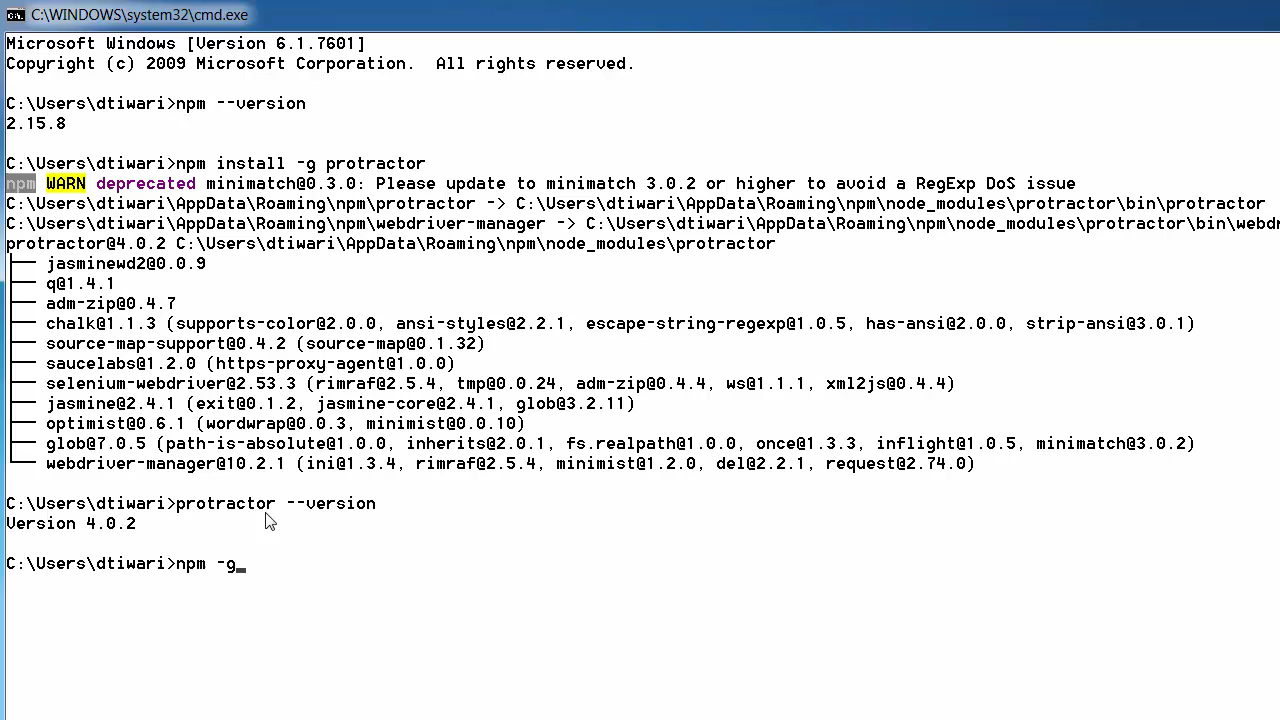 C:\WINDOWS\system32\cmd.exe
Microsoft Windows [Version 6.1.7601]
Copyright (c) 2009 Microsoft Corporation.  All rights reserved.
C:\Users\dtiwari>npm --version
2.15.8
C:\Users\dtiwari>npm install -g protractor
npm WARN deprecated minimatch@0.3.0: Please update to minimatch 3.0.2 or higher to avoid a RegExp DoS issue
C:\Users\dtiwari\AppData\Roaming\npm\protractor -> C:\Users\dtiwari\AppData\Roaming\npm\node_modules\protractor\bin\protractor
C:\Users\dtiwari\AppData\Roaming\npm\webdriver-manager -> C:\Users\dtiwari\AppData\Roaming\npm\node_modules\protractor\bin\webdr
protractor@4.0.2 C:\Users\dtiwari\AppData\Roaming\npm\node_modules\protractor
├── jasminewd2@0.0.9
├── q@1.4.1
├── adm-zip@0.4.7
├── chalk@1.1.3 (supports-color@2.0.0, ansi-styles@2.2.1, escape-string-regexp@1.0.5, has-ansi@2.0.0, strip-ansi@3.0.1)
├── source-map-support@0.4.2 (source-map@0.1.32)
├── saucelabs@1.2.0 (https-proxy-agent@1.0.0)
├── selenium-webdriver@2.53.3 (rimraf@2.5.4, tmp@0.0.24, adm-zip@0.4.4, ws@1.1.1, xml2js@0.4.4)
├── jasmine@2.4.1 (exit@0.1.2, jasmine-core@2.4.1, glob@3.2.11)
├── optimist@0.6.1 (wordwrap@0.0.3, minimist@0.0.10)
├── glob@7.0.5 (path-is-absolute@1.0.0, inherits@2.0.1, fs.realpath@1.0.0, once@1.3.3, inflight@1.0.5, minimatch@3.0.2)
└── webdriver-manager@10.2.1 (ini@1.3.4, rimraf@2.5.4, minimist@1.2.0, del@2.2.1, request@2.74.0)
C:\Users\dtiwari>protractor --version
Version 4.0.2
C:\Users\dtiwari>npm -g